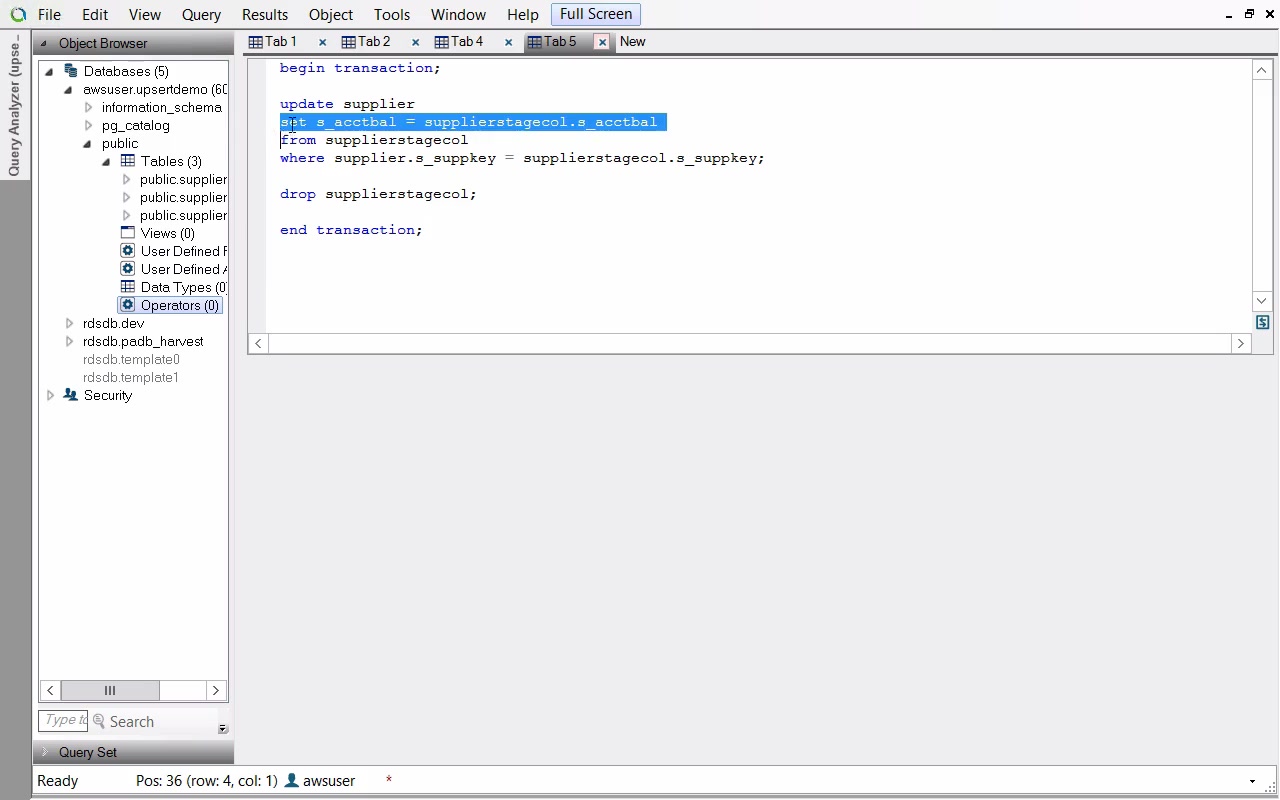 File Edit View Query Results Object Tools Window Help Full Screen
Query Analyzer (upse...
Object Browser
Tab 1 Tab 2 Tab 4 Tab 5 New
Databases (5)
awsuser.upsertdemo (60
information_schema
pg_catalog
public
Tables (3)
public.supplier
public.supplier
public.supplier
Views (0)
User Defined F
User Defined A
Data Types (0)
Operators (0)
rdsdb.dev
rdsdb.padb_harvest
rdsdb.template0
rdsdb.template1
Security
begin transaction;
update supplier
set s_acctbal = supplierstagecol.s_acctbal
from supplierstagecol
where supplier.s_suppkey = supplierstagecol.s_suppkey;
drop supplierstagecol;
end transaction;
Type to Search
Query Set
Ready Pos: 36 (row: 4, col: 1) awsuser *